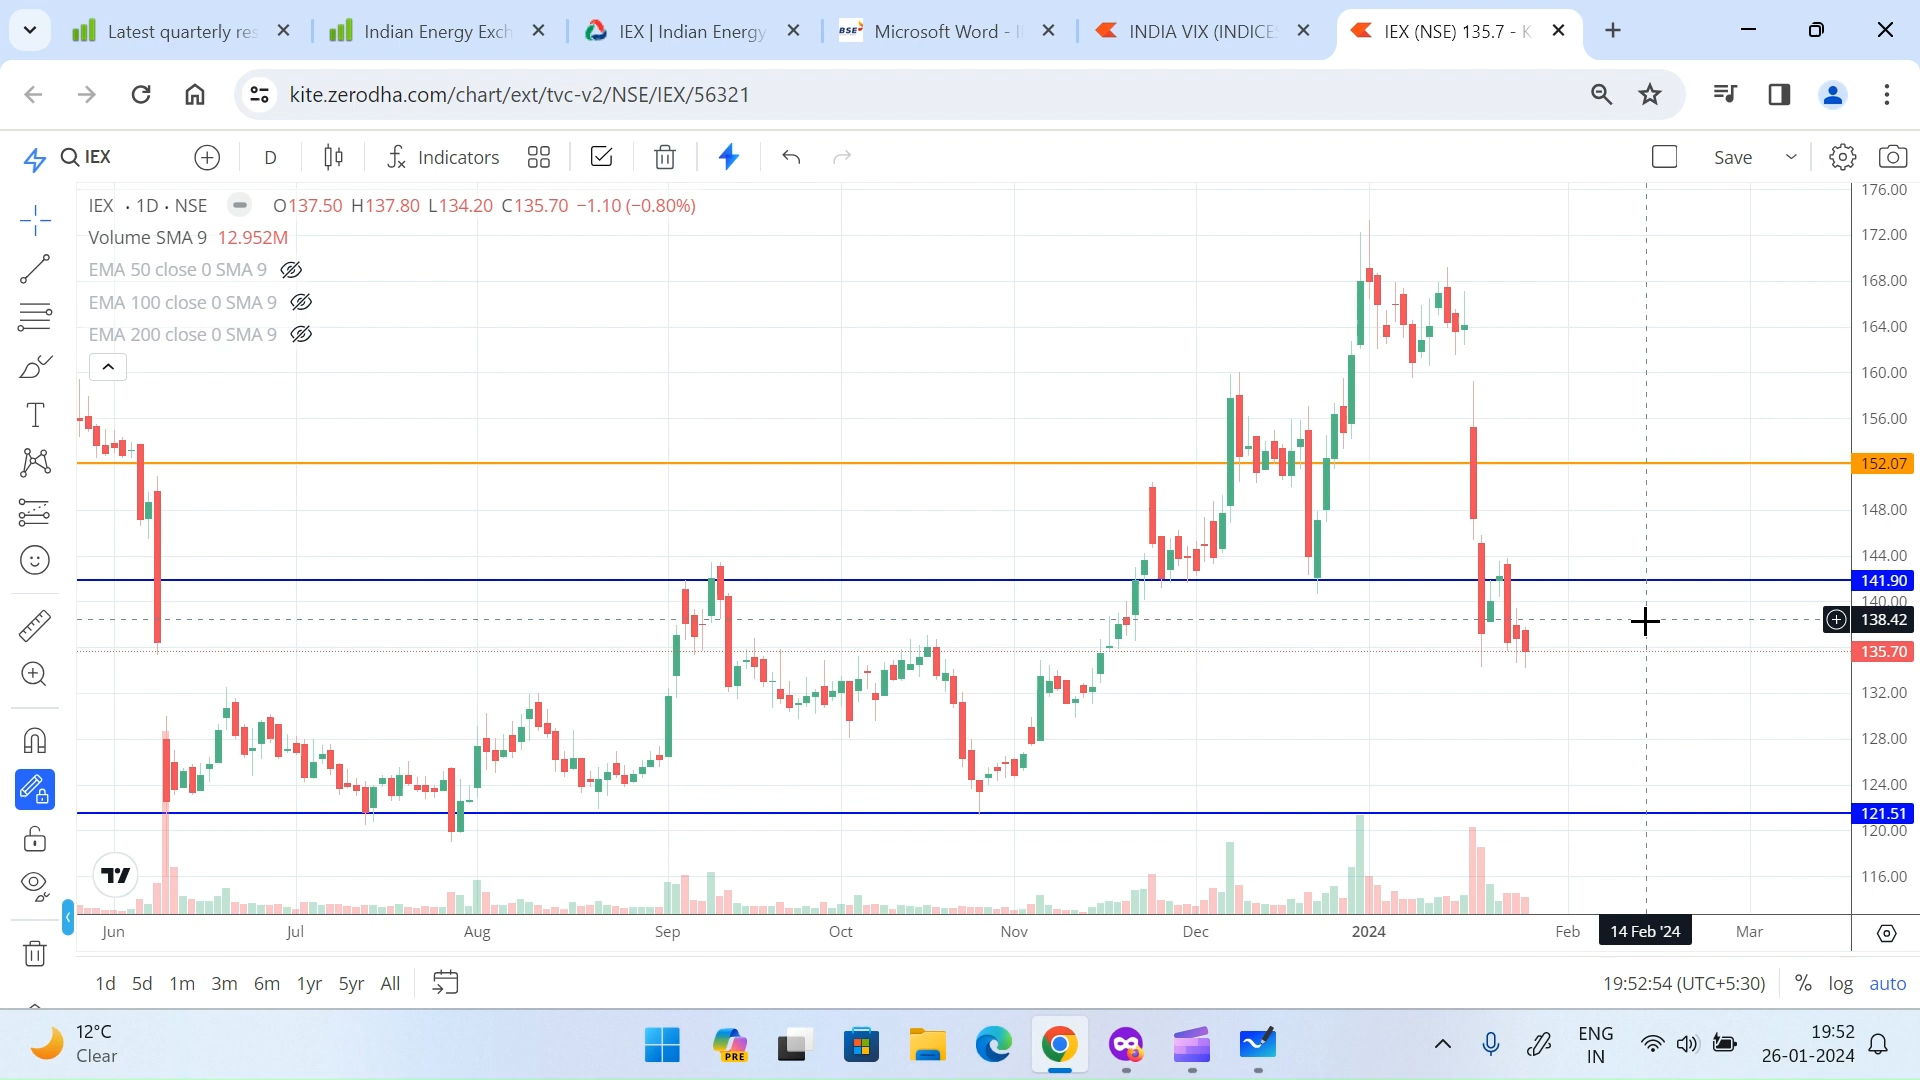 Latest quarterly res
Indian Energy Exch
IEX | Indian Energy
BSE
Microsoft Word - I
INDIA VIX (INDICES
IEX (NSE) 135.7 - K
kite.zerodha.com/chart/ext/tvc-v2/NSE/IEX/56321
IEX
D
Indicators
Save
IEX · 1D · NSE O137.50 H137.80 L134.20 C135.70 −1.10 (−0.80%)
Volume SMA 9 12.952M
EMA 50 close 0 SMA 9
EMA 100 close 0 SMA 9
EMA 200 close 0 SMA 9
176.00
172.00
168.00
164.00
160.00
156.00
152.07
148.00
144.00
141.90
140.00
138.42
135.70
132.00
128.00
124.00
121.51
120.00
116.00
Jun Jul Aug Sep Oct Nov Dec 2024 Feb 14 Feb '24 Mar
1d 5d 1m 3m 6m 1yr 5yr All
19:52:54 (UTC+5:30) % log auto
12°C
Clear
PRE
ENG
IN
19:52
26-01-2024